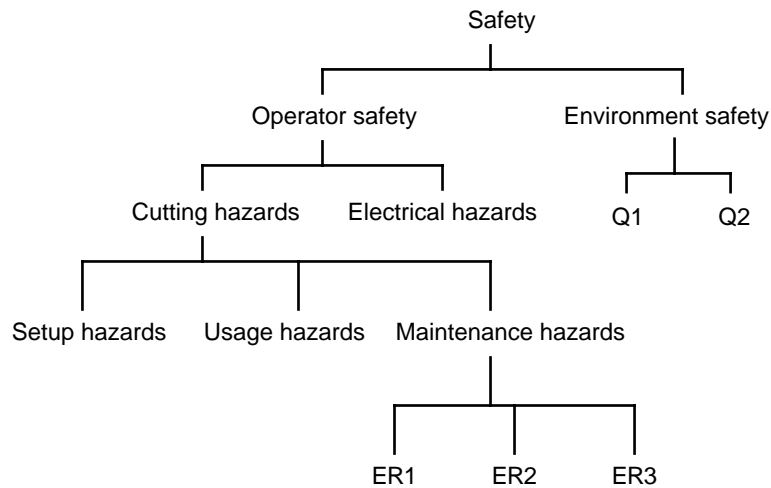 Safety
Operator safety
Environment safety
Cutting hazards
Electrical hazards
Q1
Q2
Setup hazards
Usage hazards
Maintenance hazards
ER1
ER2
ER3